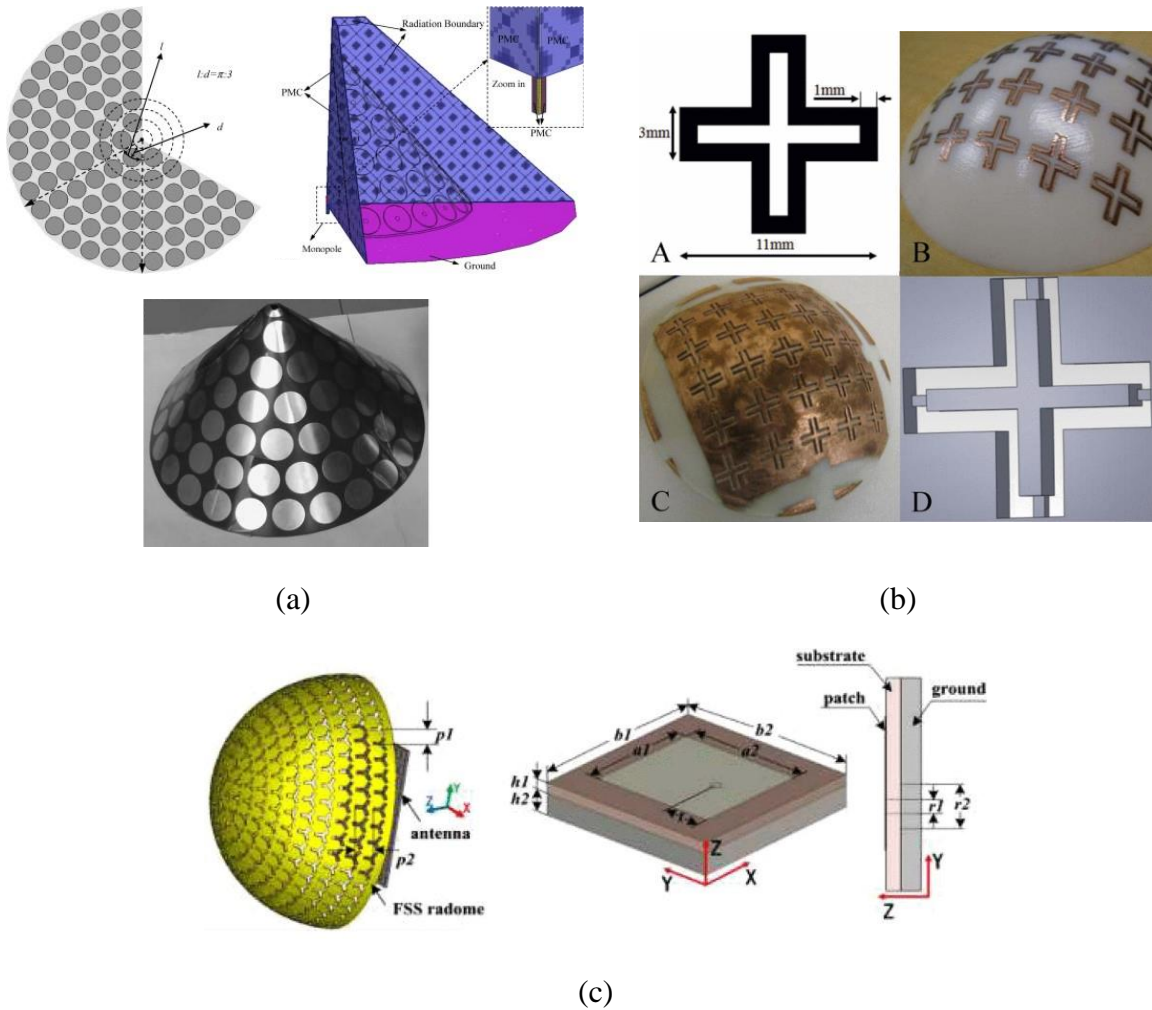 l
l:d=π:3
d
Radiation Boundary
PMC
PMC
PMC
Zoom in
PMC
Monopole
Ground
1mm
3mm
11mm
A
B
C
D
(a)
(b)
p1
Y
Z
X
antenna
p2
FSS radome
b1
b2
a1
a2
h1
h2
t
Z
Y
X
substrate
patch
ground
r1
r2
Y
Z
(c)